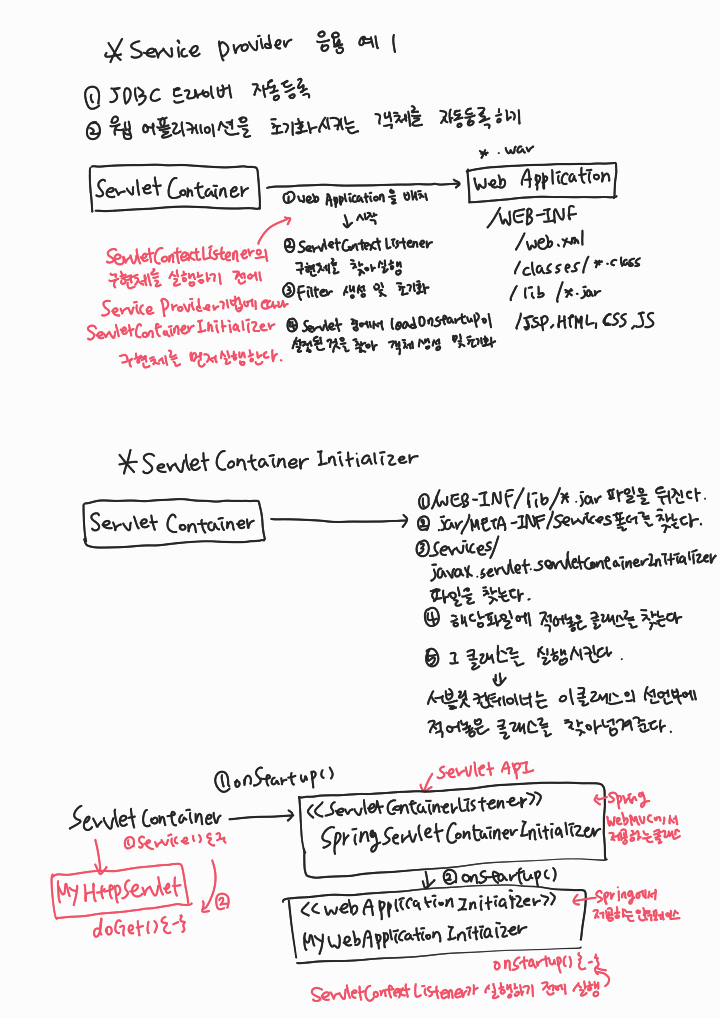 * Service provider 응용 예 1
① JDBC 드라이버 자동등록
② 웹 어플리케이션을 초기화시키는 객체를 자동등록하기
*.war
Servlet Container
Web Application
① Web Application을 배치
↓ 시작
② ServletContextListener
구현체를 찾아실행
③ Filter 생성 및 초기화
④ Servlet 중에서 loadOnStartup이
설정된것을 찾아 객체생성 및 초기화
/WEB-INF
/web.xml
/classes/*.class
/lib/*.jar
/JSP, HTML, CSS, JS
ServletContextListener의
구현체를 실행하기 전에
Service Provider기법에 따라
ServletContainerInitializer
구현체를 먼저실행한다.
* Servlet Container Initializer
Servlet Container
① /WEB-INF/lib/*.jar 파일을 뒤진다.
② jar/META-INF/services폴더를 찾는다.
③ services/
javax.servlet.servletContainerInitializer
파일을 찾는다.
④ 해당파일에 적어놓은 클래스를 찾는다
⑤ 그 클래스를 실행시킨다.
⇓
서블릿 컨테이너는 이클래스의 선언부에
적어놓은 클래스를 찾아넘겨준다.
① onStartup()
Servlet API
Servlet Container
<<ServletContainerListener>>
SpringServletContainerInitializer
Spring
WebMVC에서
제공하는클래스
① Service() {}
MyHttpServlet
②
doGet() {-}
↓ ② onStartup()
<<WebApplicationInitializer>>
MyWebApplication Initiaizer
Spring에서
제공하는 인터페이스
onStartup() {-}
ServletContextListener가 실행하기 전에 실행